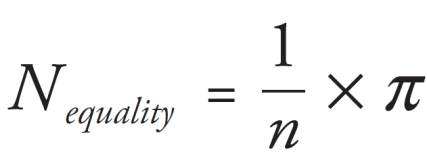 N_equality = 1/n × π